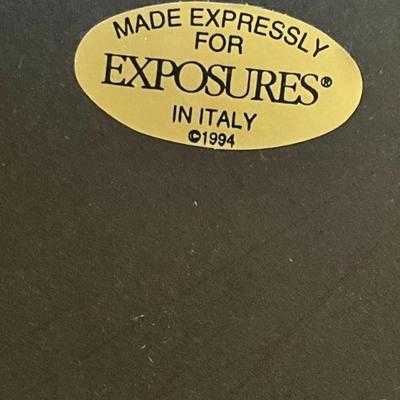 MADE EXPRESSLY
FOR
EXPOSURES®
IN ITALY
©1994